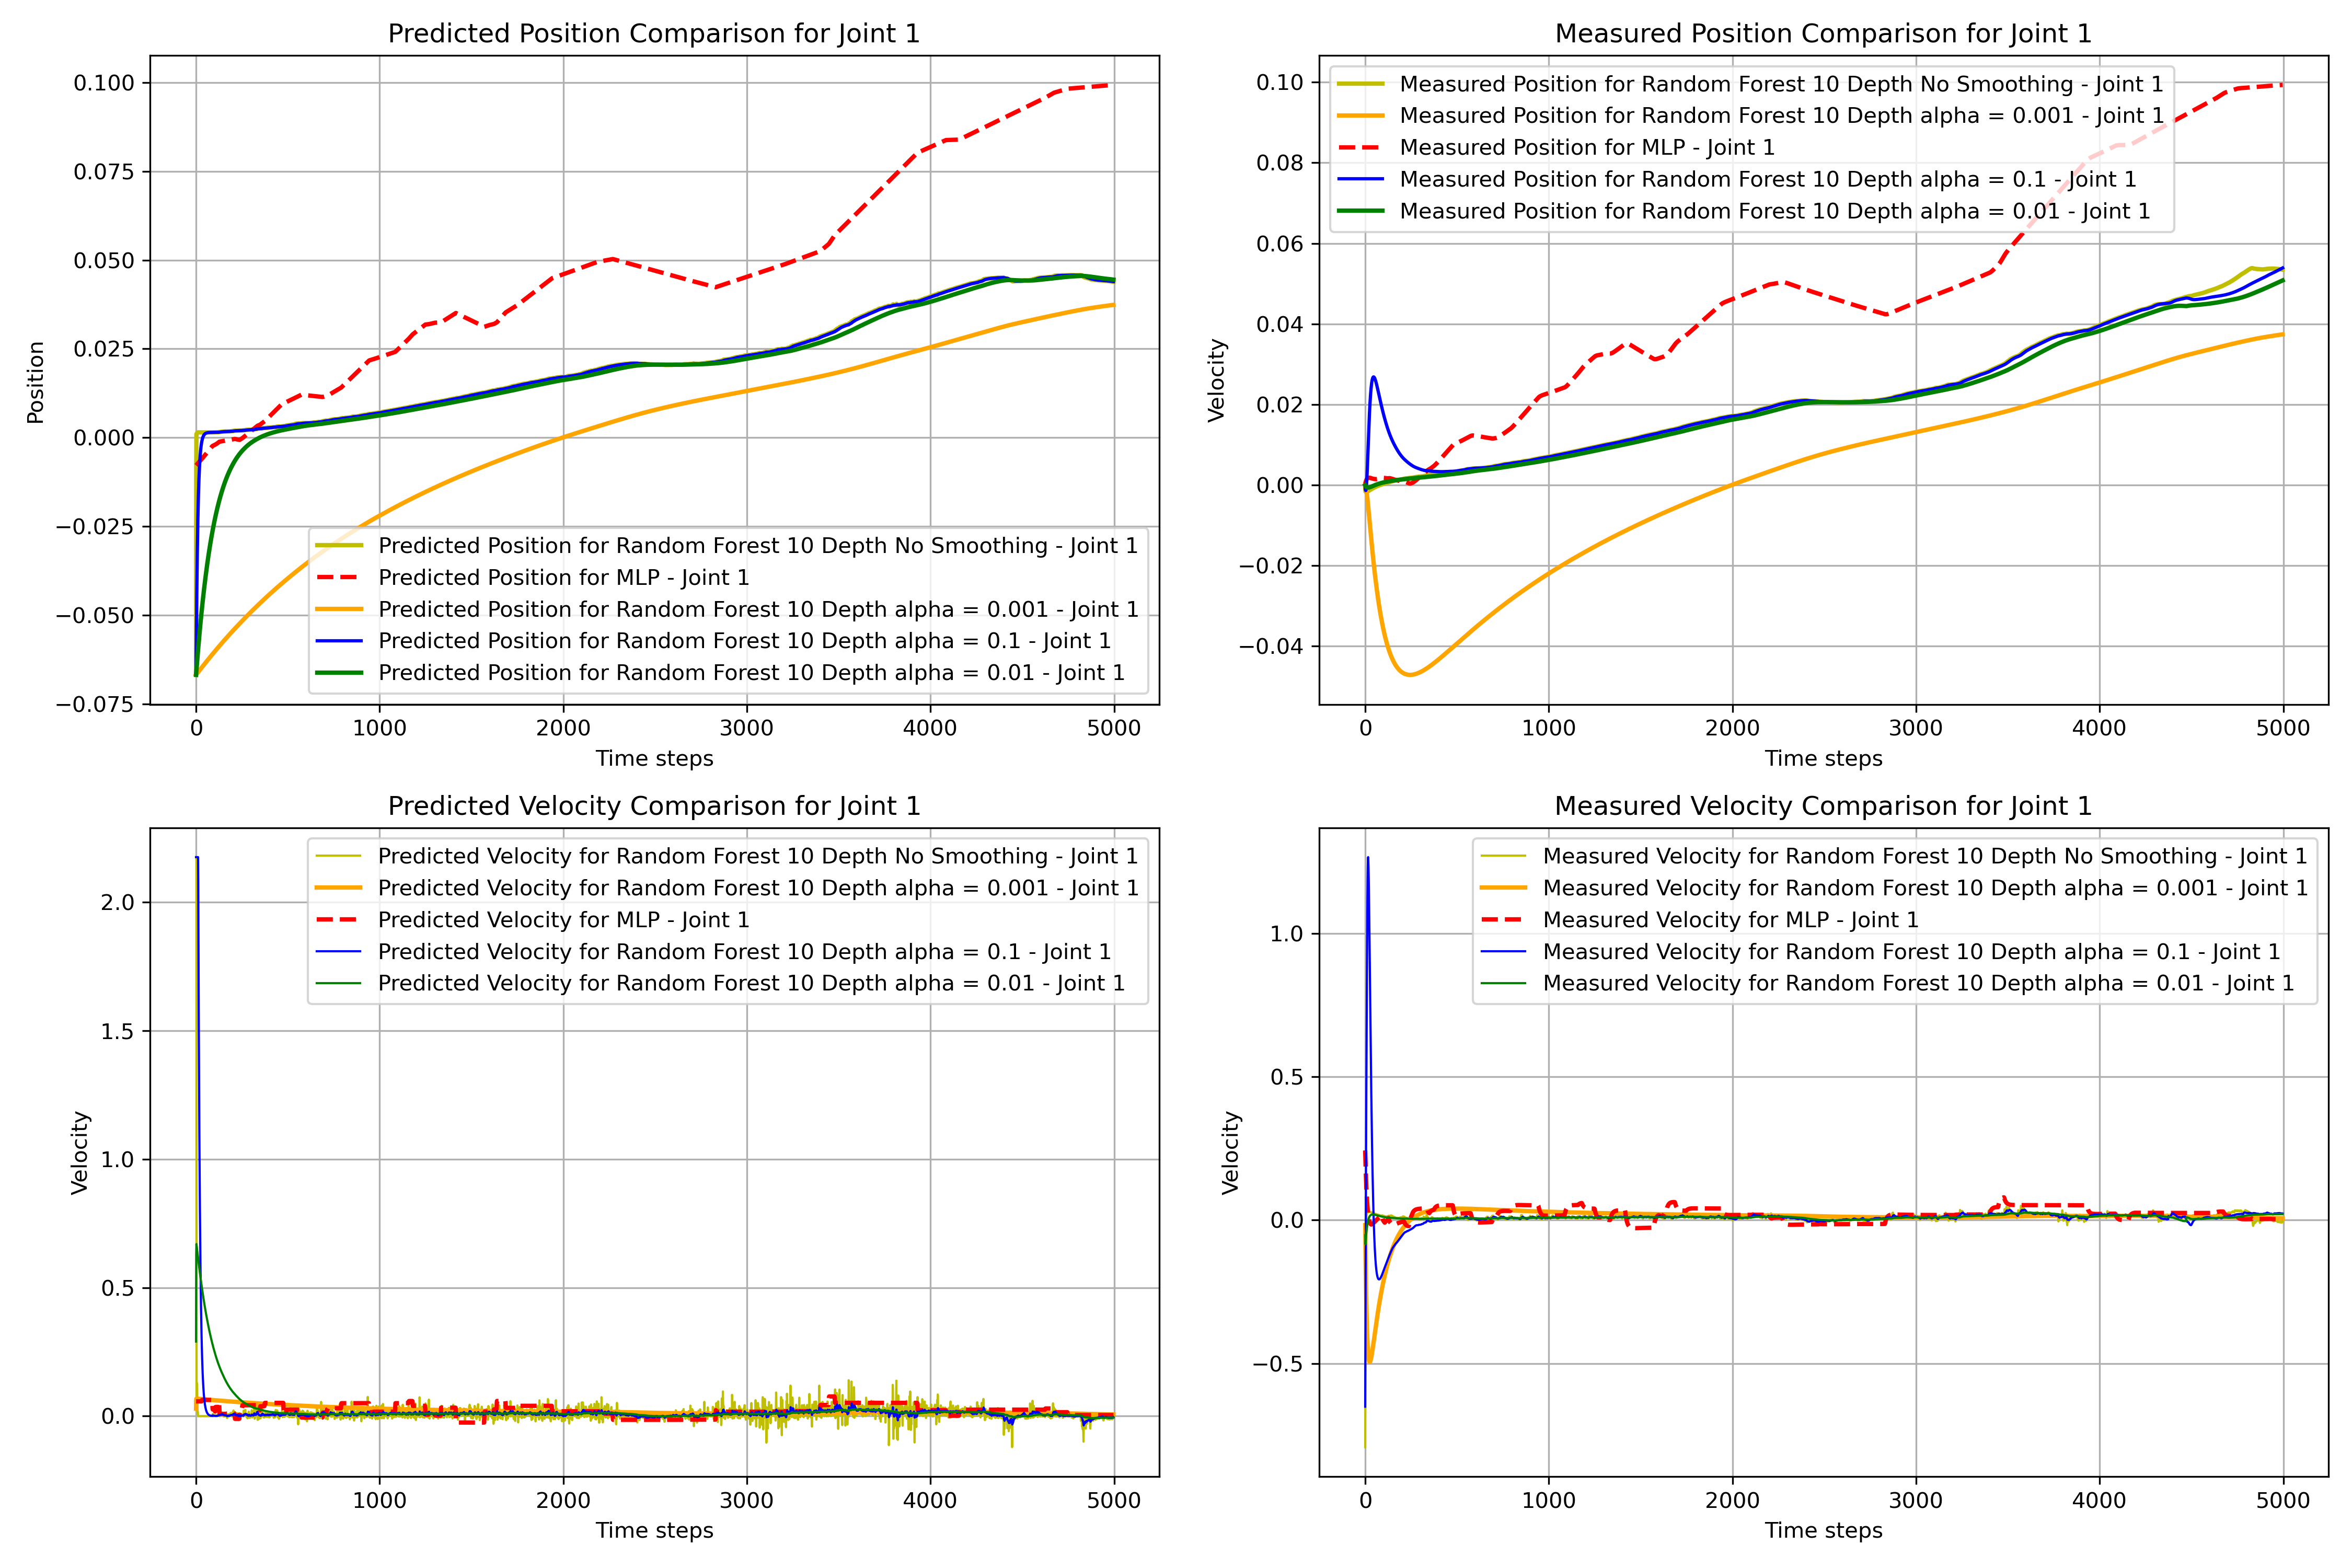 Predicted Position Comparison for Joint 1
Position
0.100
0.075
0.050
0.025
0.000
−0.025
−0.050
−0.075
Predicted Position for Random Forest 10 Depth No Smoothing - Joint 1
Predicted Position for MLP - Joint 1
Predicted Position for Random Forest 10 Depth alpha = 0.001 - Joint 1
Predicted Position for Random Forest 10 Depth alpha = 0.1 - Joint 1
Predicted Position for Random Forest 10 Depth alpha = 0.01 - Joint 1
0 1000 2000 3000 4000 5000
Time steps
Measured Position Comparison for Joint 1
Velocity
0.10
0.08
0.06
0.04
0.02
0.00
−0.02
−0.04
Measured Position for Random Forest 10 Depth No Smoothing - Joint 1
Measured Position for Random Forest 10 Depth alpha = 0.001 - Joint 1
Measured Position for MLP - Joint 1
Measured Position for Random Forest 10 Depth alpha = 0.1 - Joint 1
Measured Position for Random Forest 10 Depth alpha = 0.01 - Joint 1
0 1000 2000 3000 4000 5000
Time steps
Predicted Velocity Comparison for Joint 1
Velocity
2.0
1.5
1.0
0.5
0.0
Predicted Velocity for Random Forest 10 Depth No Smoothing - Joint 1
Predicted Velocity for Random Forest 10 Depth alpha = 0.001 - Joint 1
Predicted Velocity for MLP - Joint 1
Predicted Velocity for Random Forest 10 Depth alpha = 0.1 - Joint 1
Predicted Velocity for Random Forest 10 Depth alpha = 0.01 - Joint 1
0 1000 2000 3000 4000 5000
Time steps
Measured Velocity Comparison for Joint 1
Velocity
1.0
0.5
0.0
−0.5
Measured Velocity for Random Forest 10 Depth No Smoothing - Joint 1
Measured Velocity for Random Forest 10 Depth alpha = 0.001 - Joint 1
Measured Velocity for MLP - Joint 1
Measured Velocity for Random Forest 10 Depth alpha = 0.1 - Joint 1
Measured Velocity for Random Forest 10 Depth alpha = 0.01 - Joint 1
0 1000 2000 3000 4000 5000
Time steps